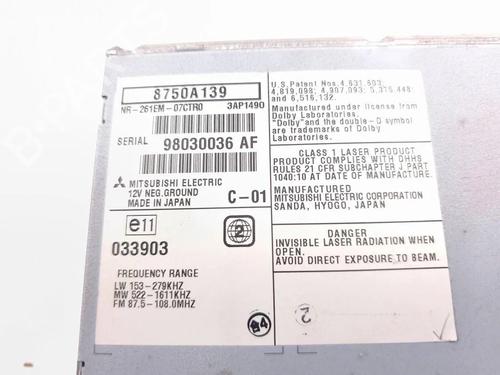 8750A139
NR-261EM-07CTR0 3AP1490
SERIAL 98030036 AF
MITSUBISHI ELECTRIC
12V NEG.GROUND
MADE IN JAPAN C-01
e11
2
033903
FREQUENCY RANGE
LW 153-279KHZ
MW 522-1611KHZ
FM 87.5-108.0MHZ
4
U.S.Patent Nos.4,631,603;
4,819,098; 4,907,093; 5,375,448;
and 6,516,132.
Manufactured under license from
Dolby Laboratories.
"Dolby" and the double-D symbol
are trademarks of Dolby
Laboratories.
CLASS 1 LASER PRODUCT
PRODUCT COMPLIES WITH DHHS
RULES 21 CFR SUBCHAPTER J PART
1040:10 AT DATE OF MANUFACTURE.
MANUFACTURED
MITSUBISHI ELECTRIC CORPORATION
SANDA, HYOGO, JAPAN
DANGER
INVISIBLE LASER RADIATION WHEN
OPEN.
AVOID DIRECT EXPOSURE TO BEAM.
2